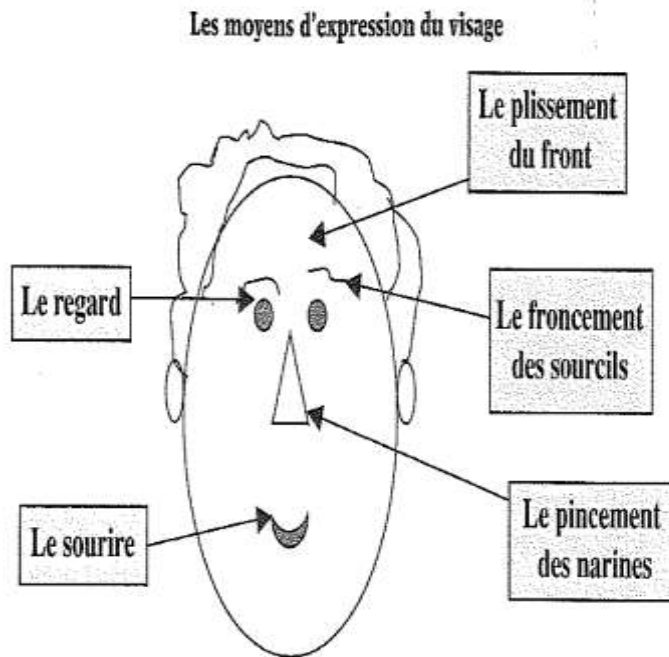 Les moyens d'expression du visage
Le plissement
du front
Le regard
Le froncement
des sourcils
Le sourire
Le pincement
des narines